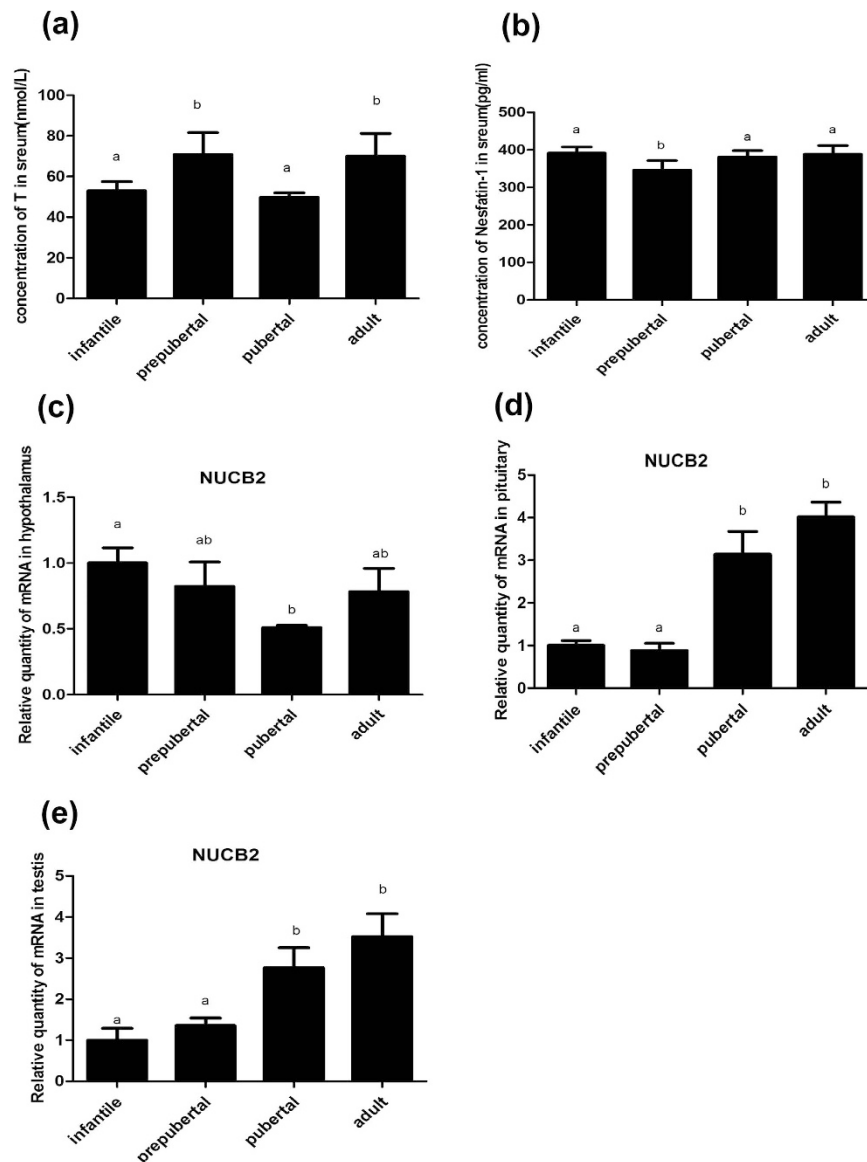 (a)
concentration of T in sreum(nmol/L)
100
80
60
40
20
0
a
b
a
b
infantile
prepubertal
pubertal
adult
(b)
concentration of Nesfatin-1 in sreum(pg/ml)
500
400
300
200
100
0
a
b
a
a
infantile
prepubertal
pubertal
adult
(c)
NUCB2
Relative quantity of mRNA in hypothalamus
1.5
1.0
0.5
0.0
a
ab
b
ab
infantile
prepubertal
pubertal
adult
(d)
NUCB2
Relative quantity of mRNA in pituitary
5
4
3
2
1
0
a
a
b
b
infantile
prepubertal
pubertal
adult
(e)
NUCB2
Relative quantity of mRNA in testis
5
4
3
2
1
0
a
a
b
b
infantile
prepubertal
pubertal
adult